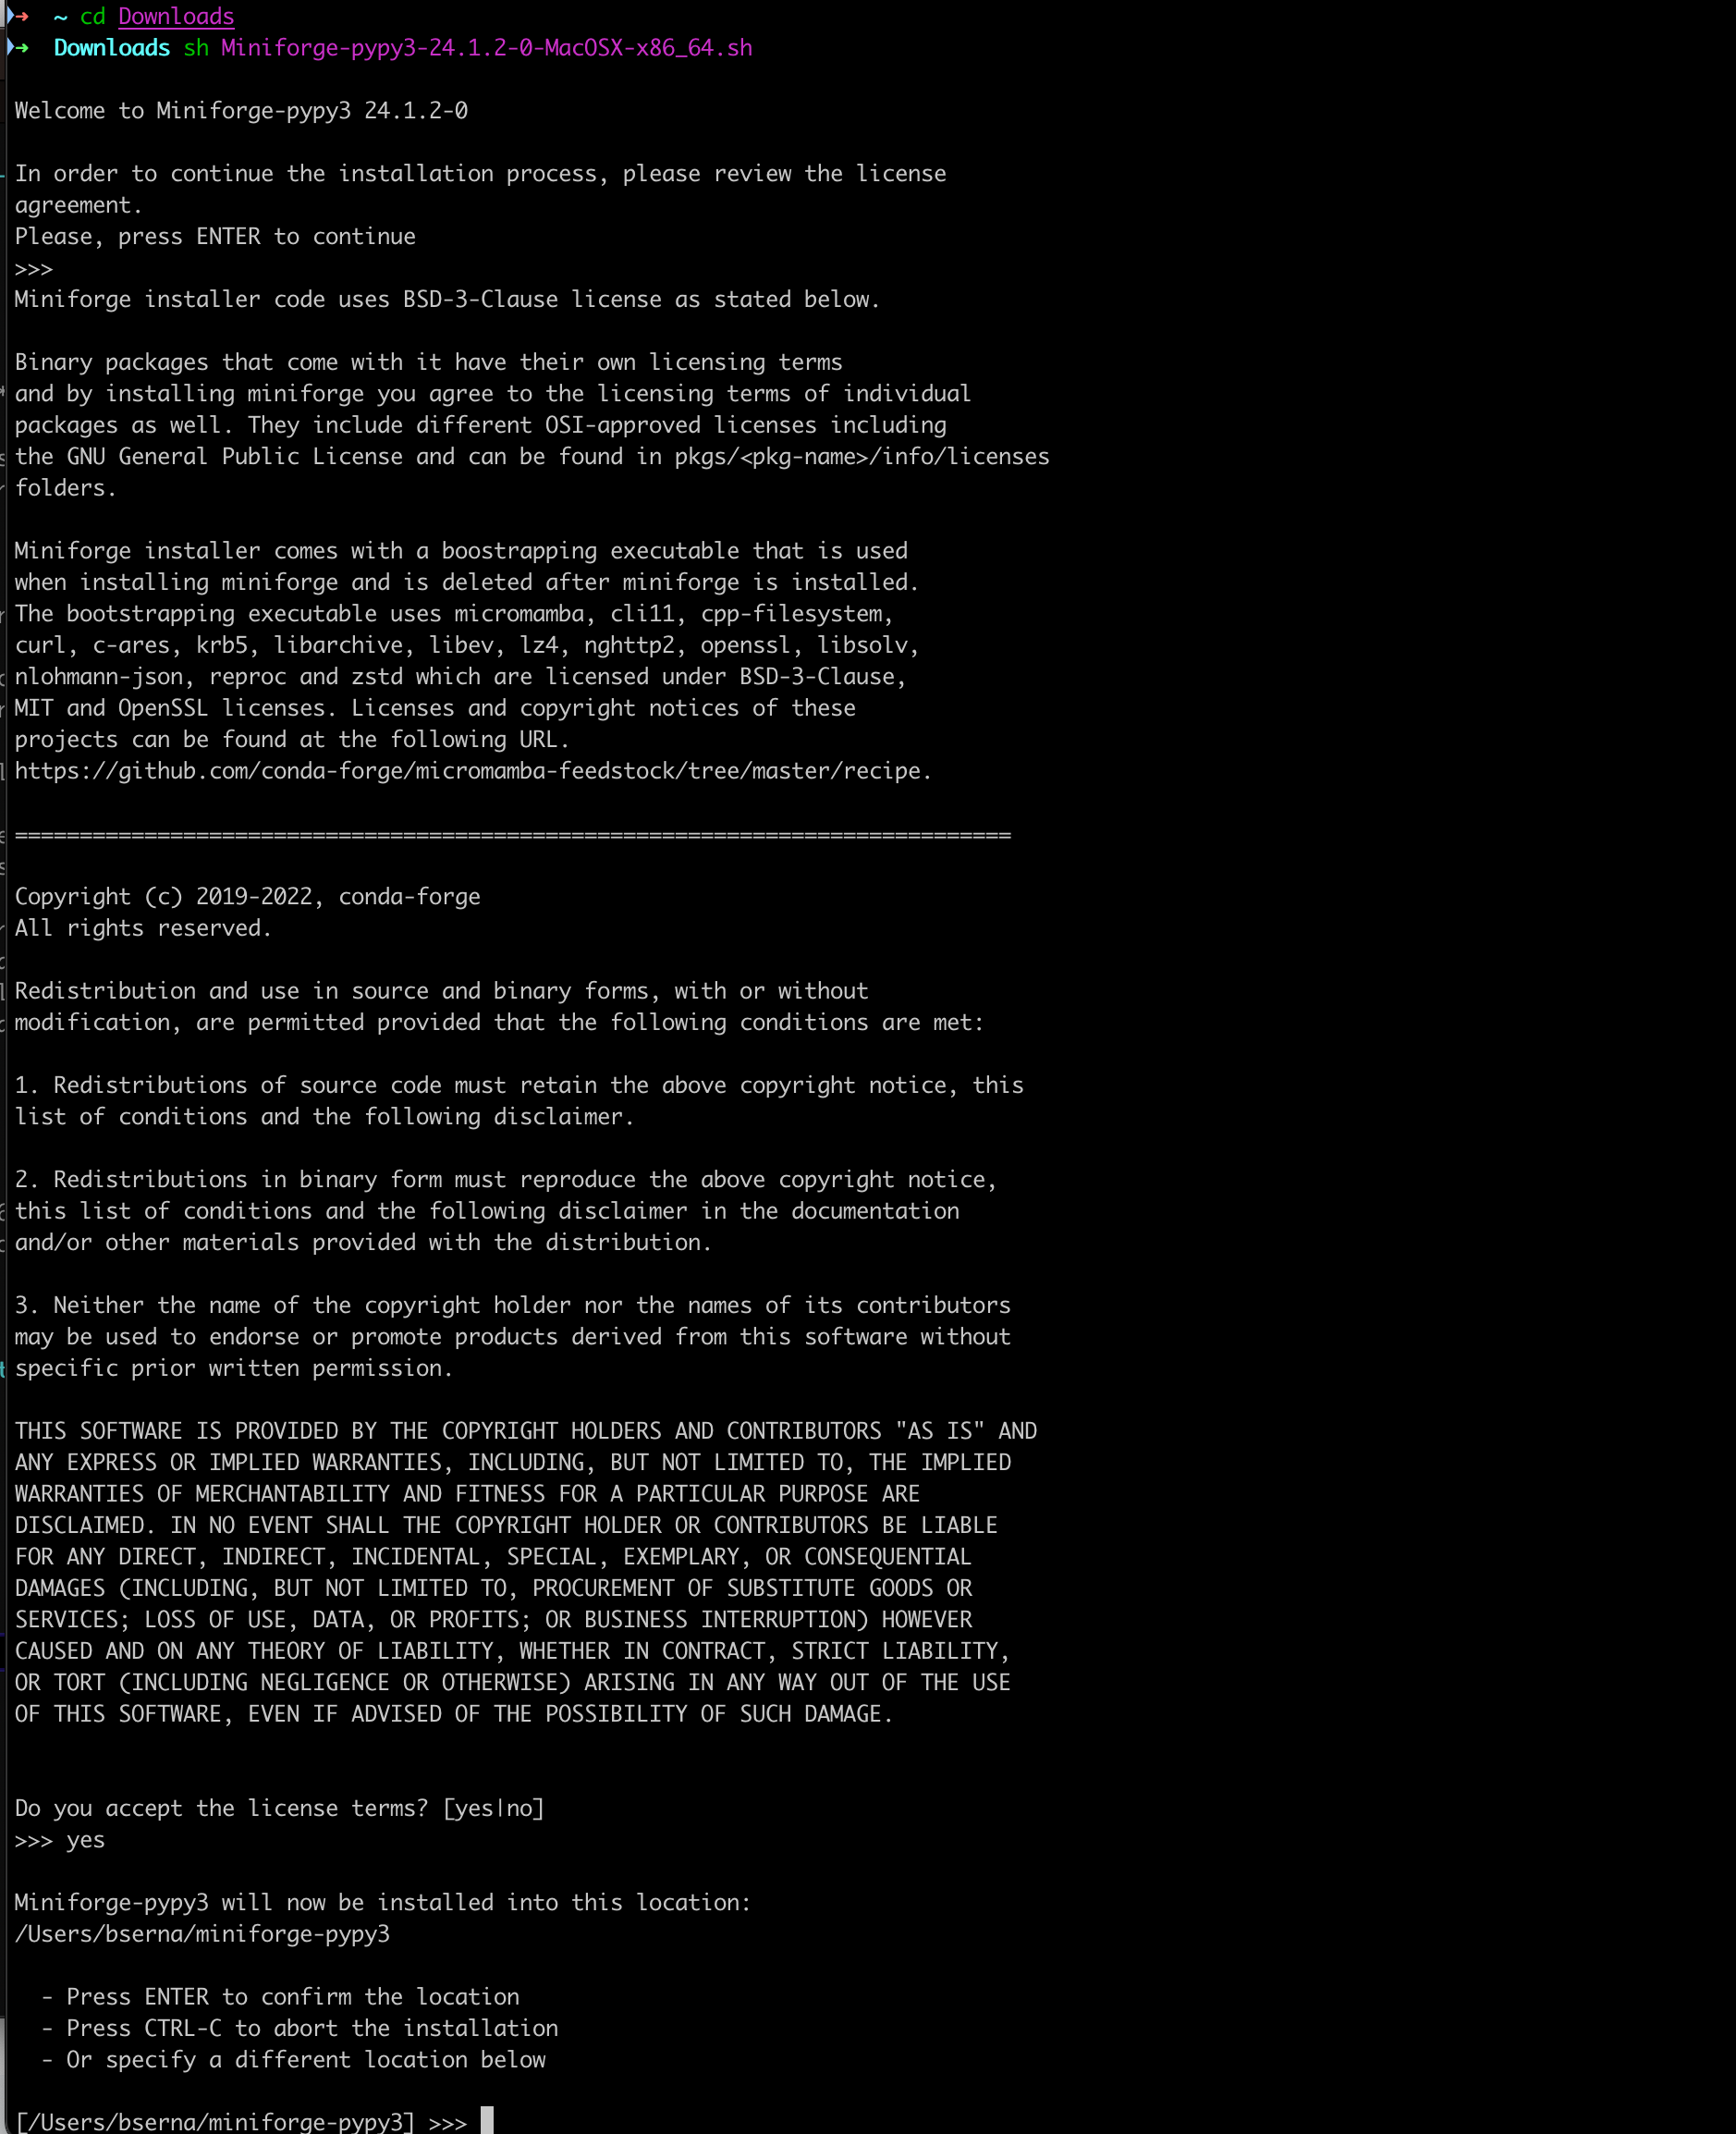 ~ cd Downloads
Downloads sh Miniforge-pypy3-24.1.2-0-MacOSX-x86_64.sh
Welcome to Miniforge-pypy3 24.1.2-0
In order to continue the installation process, please review the license
agreement.
Please, press ENTER to continue
>>>
Miniforge installer code uses BSD-3-Clause license as stated below.
Binary packages that come with it have their own licensing terms
and by installing miniforge you agree to the licensing terms of individual
packages as well. They include different OSI-approved licenses including
the GNU General Public License and can be found in pkgs/<pkg-name>/info/licenses
folders.
Miniforge installer comes with a boostrapping executable that is used
when installing miniforge and is deleted after miniforge is installed.
The bootstrapping executable uses micromamba, cli11, cpp-filesystem,
curl, c-ares, krb5, libarchive, libev, lz4, nghttp2, openssl, libsolv,
nlohmann-json, reproc and zstd which are licensed under BSD-3-Clause,
MIT and OpenSSL licenses. Licenses and copyright notices of these
projects can be found at the following URL.
https://github.com/conda-forge/micromamba-feedstock/tree/master/recipe.
=============================================================================
Copyright (c) 2019-2022, conda-forge
All rights reserved.
Redistribution and use in source and binary forms, with or without
modification, are permitted provided that the following conditions are met:
1. Redistributions of source code must retain the above copyright notice, this
list of conditions and the following disclaimer.
2. Redistributions in binary form must reproduce the above copyright notice,
this list of conditions and the following disclaimer in the documentation
and/or other materials provided with the distribution.
3. Neither the name of the copyright holder nor the names of its contributors
may be used to endorse or promote products derived from this software without
specific prior written permission.
THIS SOFTWARE IS PROVIDED BY THE COPYRIGHT HOLDERS AND CONTRIBUTORS "AS IS" AND
ANY EXPRESS OR IMPLIED WARRANTIES, INCLUDING, BUT NOT LIMITED TO, THE IMPLIED
WARRANTIES OF MERCHANTABILITY AND FITNESS FOR A PARTICULAR PURPOSE ARE
DISCLAIMED. IN NO EVENT SHALL THE COPYRIGHT HOLDER OR CONTRIBUTORS BE LIABLE
FOR ANY DIRECT, INDIRECT, INCIDENTAL, SPECIAL, EXEMPLARY, OR CONSEQUENTIAL
DAMAGES (INCLUDING, BUT NOT LIMITED TO, PROCUREMENT OF SUBSTITUTE GOODS OR
SERVICES; LOSS OF USE, DATA, OR PROFITS; OR BUSINESS INTERRUPTION) HOWEVER
CAUSED AND ON ANY THEORY OF LIABILITY, WHETHER IN CONTRACT, STRICT LIABILITY,
OR TORT (INCLUDING NEGLIGENCE OR OTHERWISE) ARISING IN ANY WAY OUT OF THE USE
OF THIS SOFTWARE, EVEN IF ADVISED OF THE POSSIBILITY OF SUCH DAMAGE.
Do you accept the license terms? [yes|no]
>>> yes
Miniforge-pypy3 will now be installed into this location:
/Users/bserna/miniforge-pypy3
- Press ENTER to confirm the location
- Press CTRL-C to abort the installation
- Or specify a different location below
[/Users/bserna/miniforge-pypy3] >>>